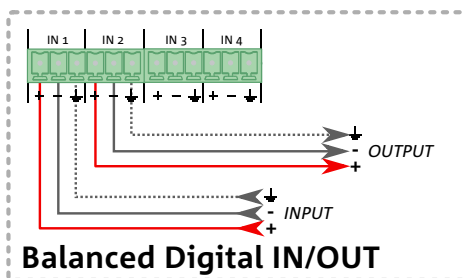 IN 1 IN 2 IN 3 IN 4
+ - + - + - + -
- OUTPUT
+
- INPUT
+
Balanced Digital IN/OUT